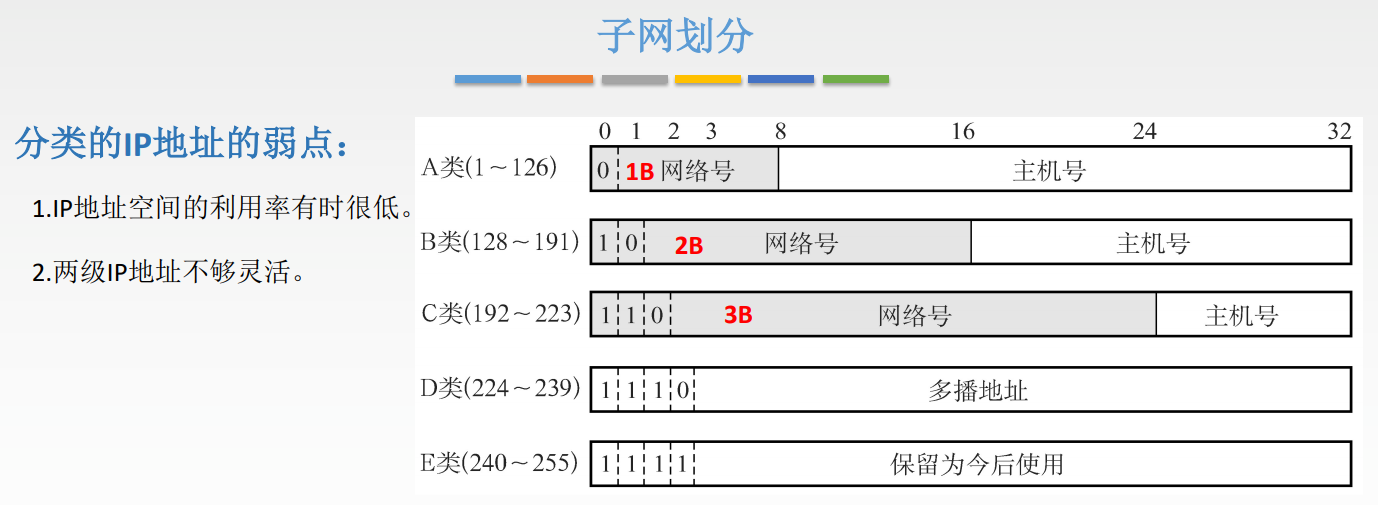 子网划分
分类的IP地址的弱点：
1.IP地址空间的利用率有时很低。
2.两级IP地址不够灵活。
0 1 2 3 8 16 24 32
A类(1～126) 0 1B 网络号 主机号
B类(128～191) 1 0 2B 网络号 主机号
C类(192～223) 1 1 0 3B 网络号 主机号
D类(224～239) 1 1 1 0 多播地址
E类(240～255) 1 1 1 1 保留为今后使用